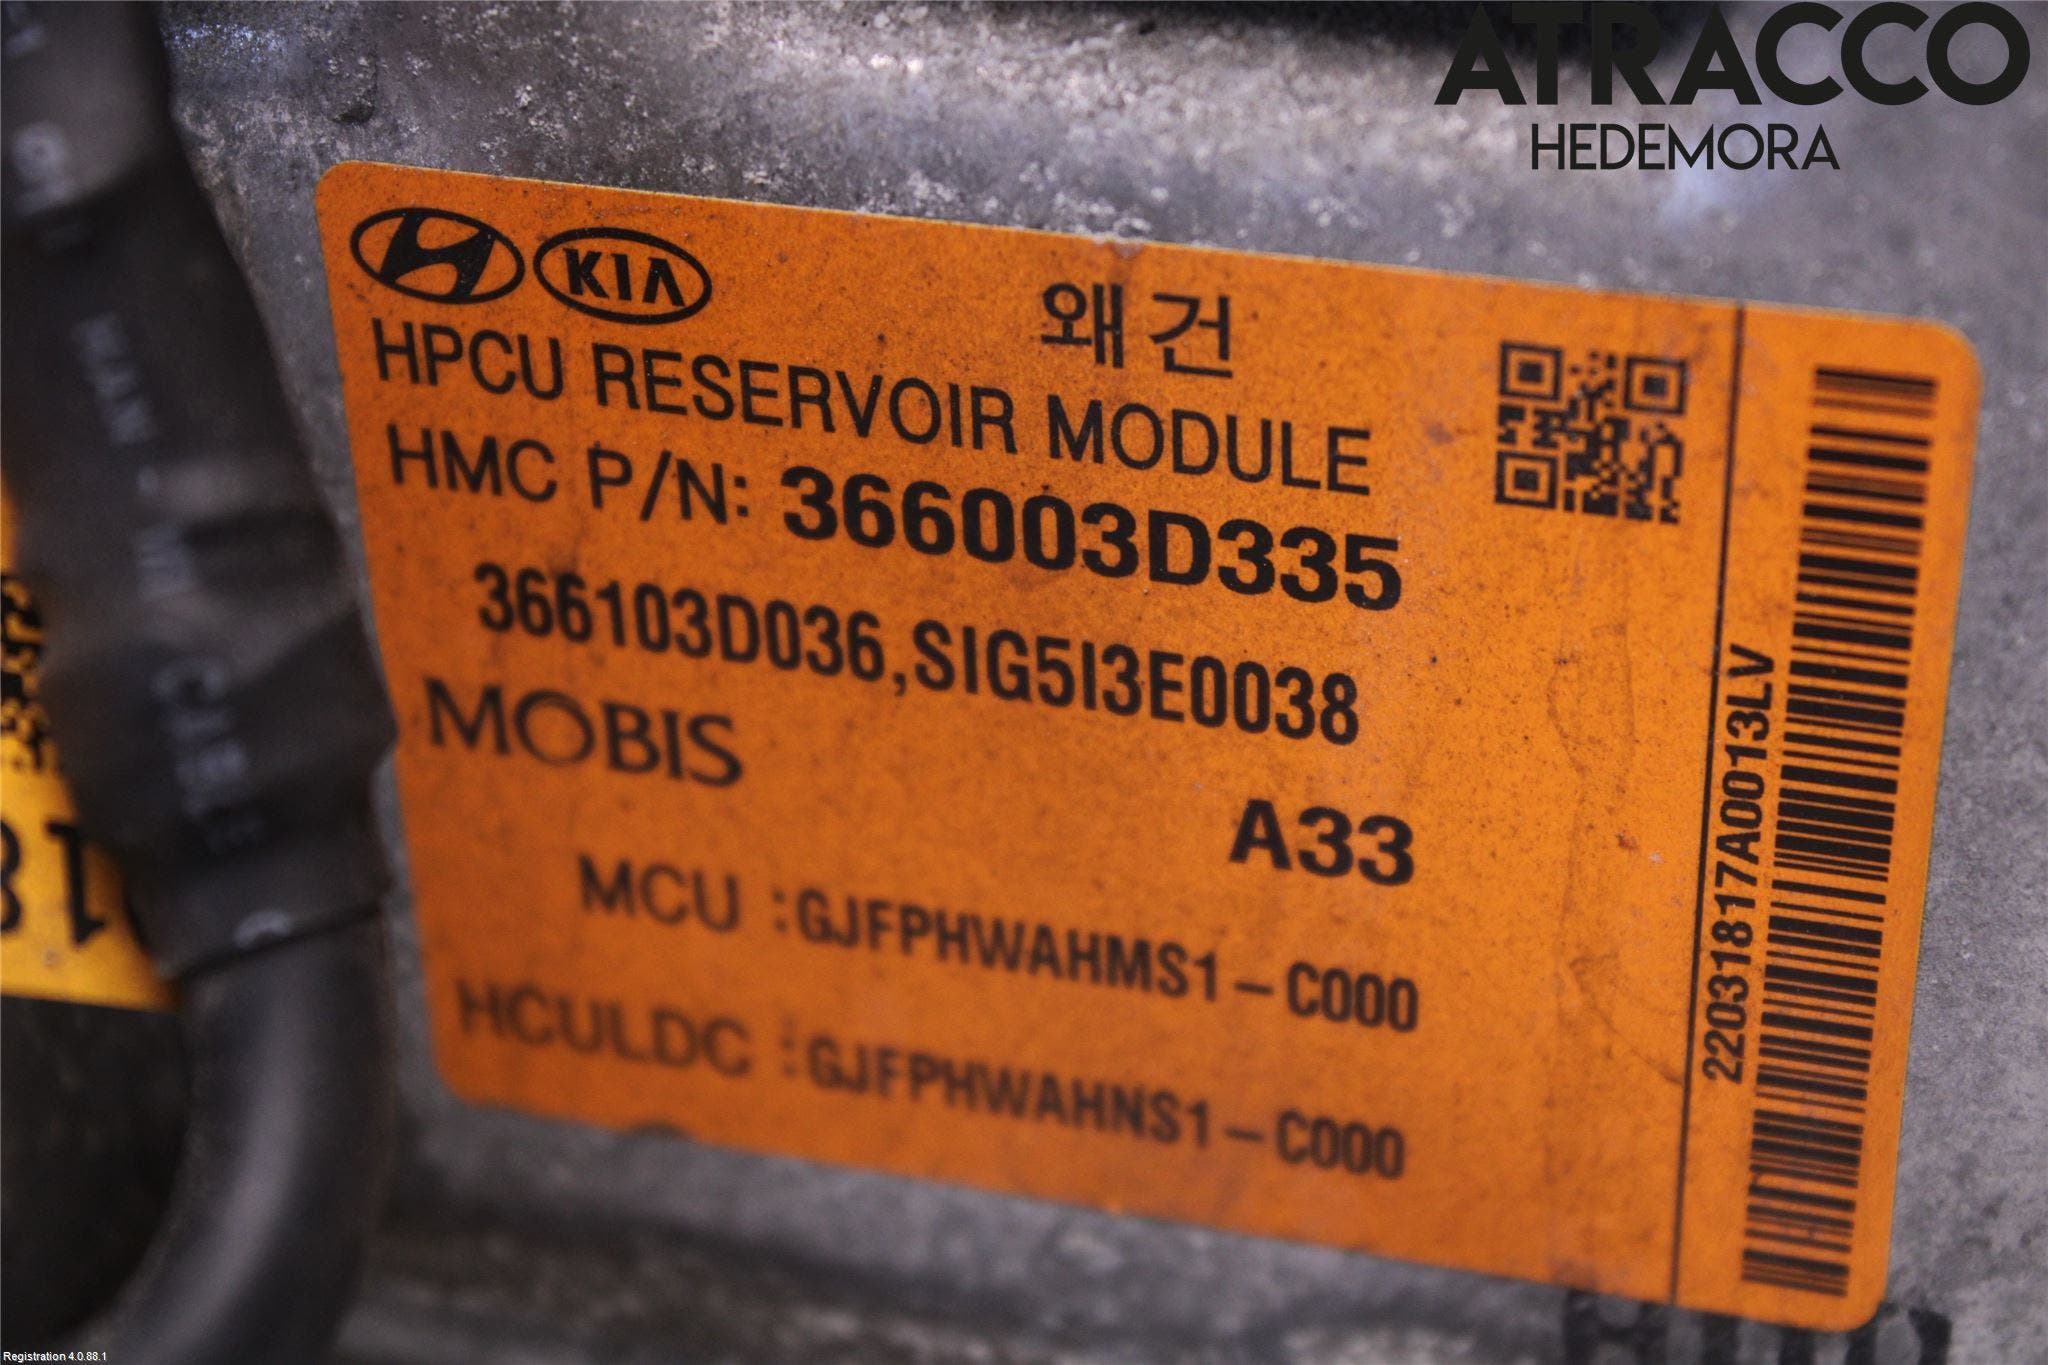 ATRACCO
HEDEMORA
KIA
왜건
HPCU RESERVOIR MODULE
HMC P/N: 366003D335
366103D036,SIG5I3E0038
MOBIS
A33
MCU :GJFPHWAHMS1-C000
HCULDC :GJFPHWAHNS1-C000
22031817A0013LV
Registration 4.0.88.1